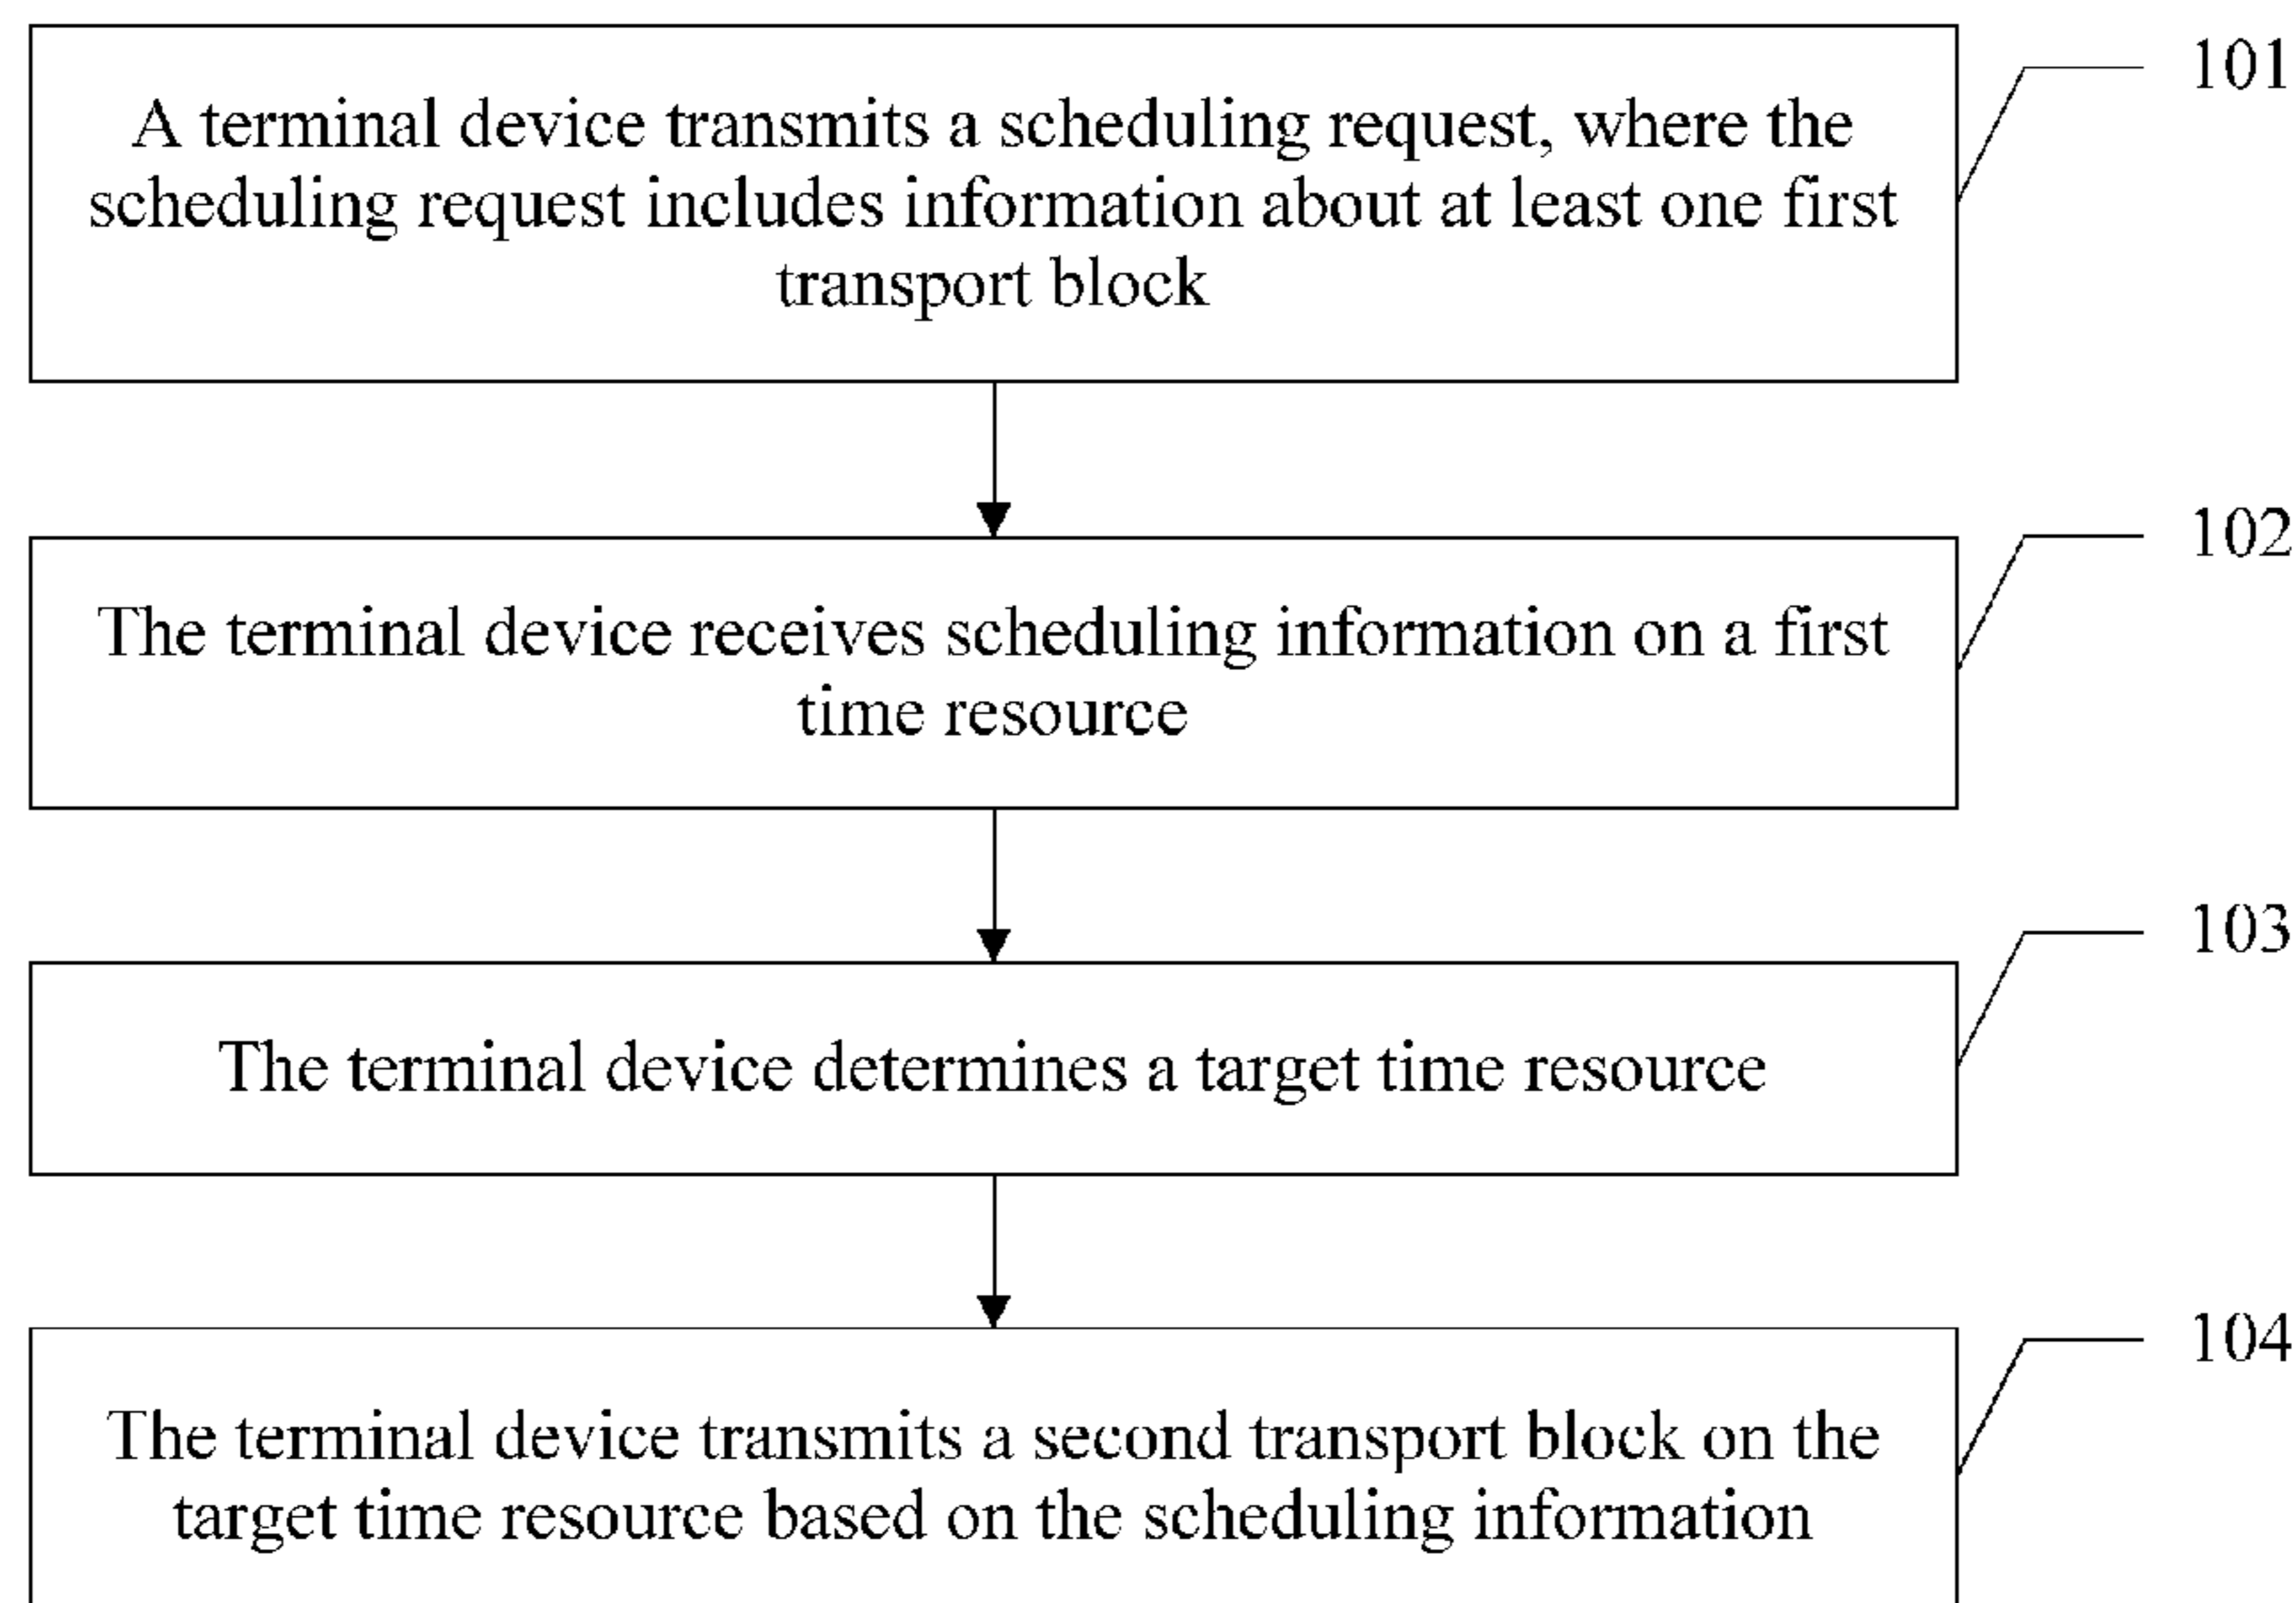 A terminal device transmits a scheduling request, where the
scheduling request includes information about at least one first
transport block
101
The terminal device receives scheduling information on a first
time resource
102
The terminal device determines a target time resource
103
The terminal device transmits a second transport block on the
target time resource based on the scheduling information
104